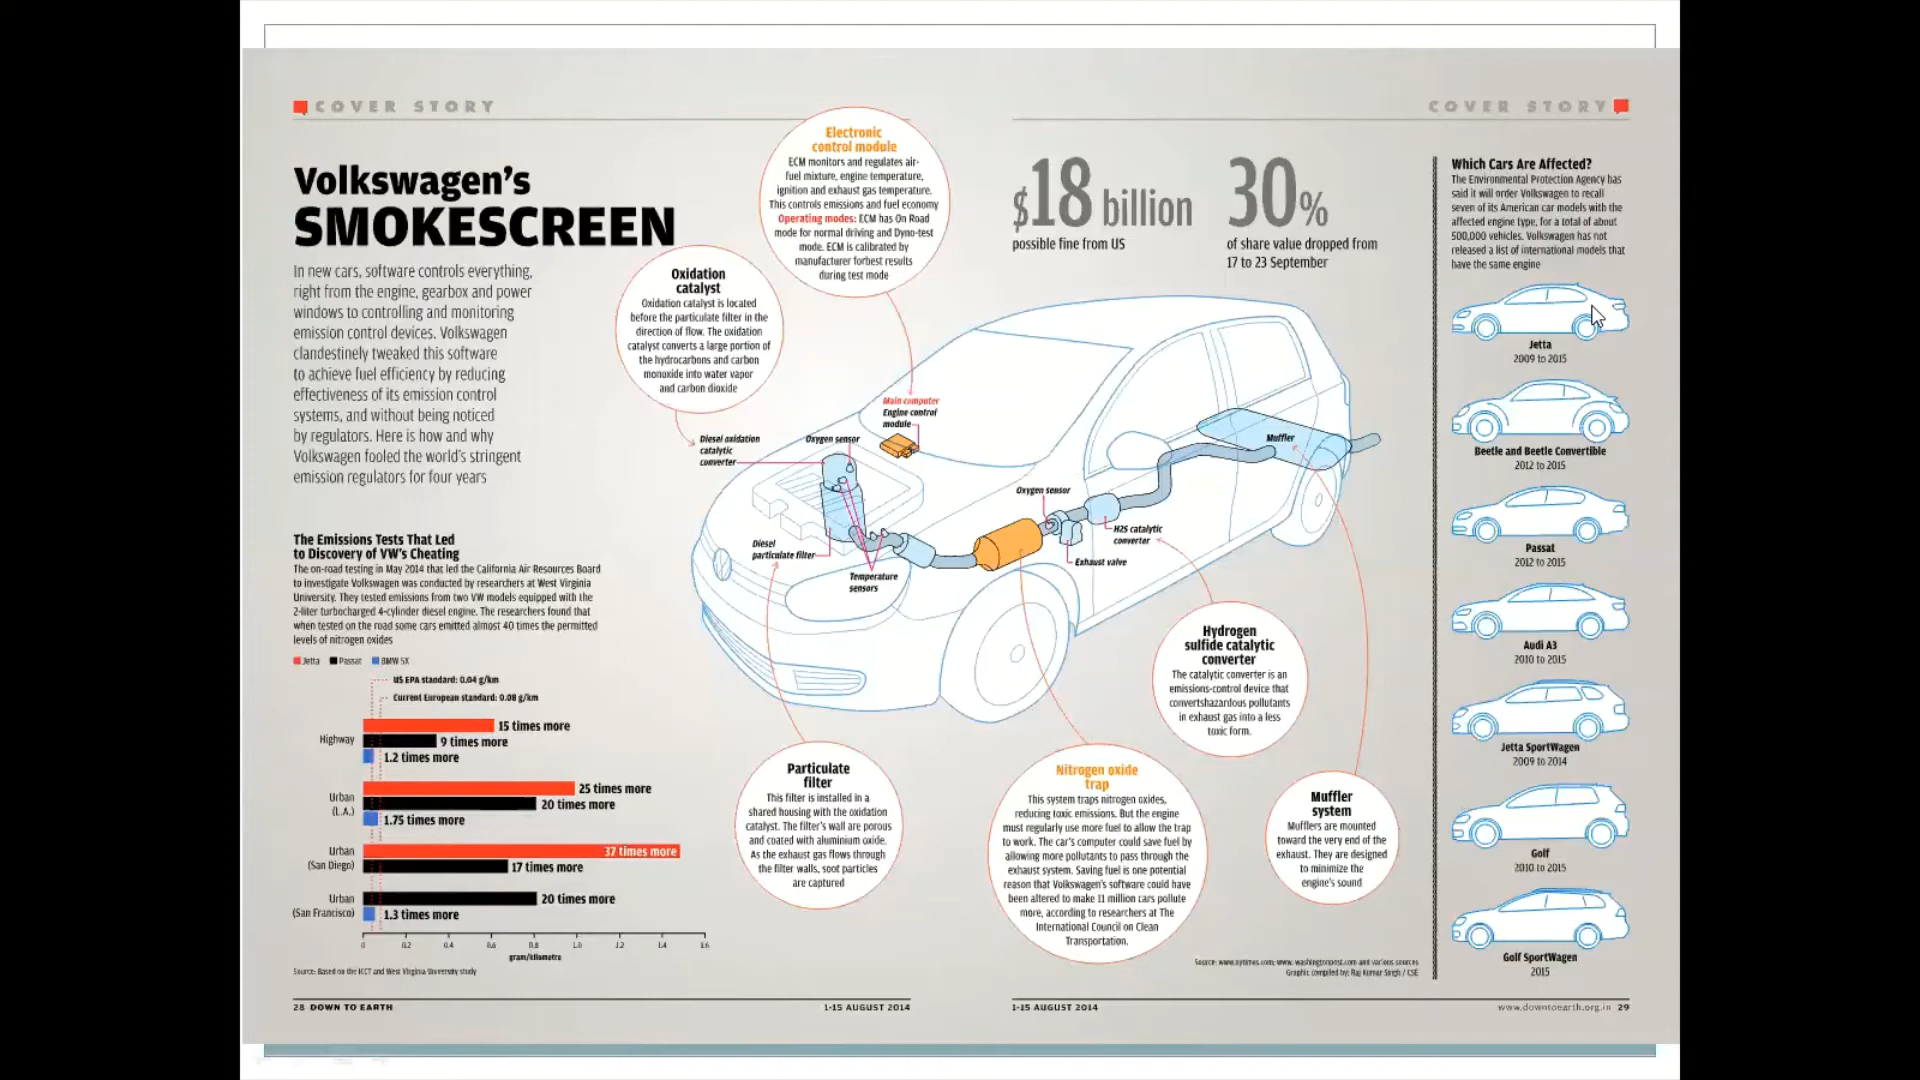 COVER STORY
Volkswagen's
SMOKESCREEN
In new cars, software controls everything,
right from the engine, gearbox and power
windows to controlling and monitoring
emission control devices. Volkswagen
clandestinely tweaked this software
to achieve fuel efficiency by reducing
effectiveness of its emission control
systems, and without being noticed
by regulators. Here is how and why
Volkswagen fooled the world's stringent
emission regulators for four years
The Emissions Tests That Led
to Discovery of VW's Cheating
The on-road testing in May 2014 that led the California Air Resources Board
to investigate Volkswagen was conducted by researchers at West Virginia
University. They tested emissions from two VW models equipped with the
2-liter turbocharged 4-cylinder diesel engine. The researchers found that
when tested on the road some cars emitted almost 40 times the permitted
levels of nitrogen oxides
Jetta Passat BMW 5X
US EPA standard: 0.04 g/km
Current European standard: 0.08 g/km
Highway
15 times more
9 times more
1.2 times more
Urban
(L.A.)
25 times more
20 times more
1.75 times more
Urban
(San Diego)
37 times more
17 times more
Urban
(San Francisco)
20 times more
1.3 times more
0 0.2 0.4 0.6 0.8 1.0 1.2 1.4 1.6
gram/kilometre
Source: Based on the ICCT and West Virginia University study
28 DOWN TO EARTH
1-15 AUGUST 2014
Electronic
control module
ECM monitors and regulates air-
fuel mixture, engine temperature,
ignition and exhaust gas temperature.
This controls emissions and fuel economy
Operating modes: ECM has On Road
mode for normal driving and Dyno-test
mode. ECM is calibrated by
manufacturer forbest results
during test mode
Oxidation
catalyst
Oxidation catalyst is located
before the particulate filter in the
direction of flow. The oxidation
catalyst converts a large portion of
the hydrocarbons and carbon
monoxide into water vapor
and carbon dioxide
Main computer
Engine control
module
Diesel oxidation
catalytic
converter
Oxygen sensor
Diesel
particulate filter
Temperature
sensors
Oxygen sensor
Exhaust valve
H2S catalytic
converter
Muffler
Particulate
filter
This filter is installed in a
shared housing with the oxidation
catalyst. The filter's wall are porous
and coated with aluminium oxide.
As the exhaust gas flows through
the filter walls, soot particles
are captured
Nitrogen oxide
trap
This system traps nitrogen oxides,
reducing toxic emissions. But the engine
must regularly use more fuel to allow the trap
to work. The car's computer could save fuel by
allowing more pollutants to pass through the
exhaust system. Saving fuel is one potential
reason that Volkswagen's software could have
been altered to make 11 million cars pollute
more, according to researchers at The
International Council on Clean
Transportation.
Hydrogen
sulfide catalytic
converter
The catalytic converter is an
emissions-control device that
convertshazardous pollutants
in exhaust gas into a less
toxic form.
Muffler
system
Mufflers are mounted
toward the very end of the
exhaust. They are designed
to minimize the
engine's sound
COVER STORY
$18 billion
possible fine from US
30%
of share value dropped from
17 to 23 September
Which Cars Are Affected?
The Environmental Protection Agency has
said it will order Volkswagen to recall
seven of its American car models with the
affected engine type, for a total of about
500,000 vehicles. Volkswagen has not
released a list of international models that
have the same engine
Jetta
2009 to 2015
Beetle and Beetle Convertible
2012 to 2015
Passat
2012 to 2015
Audi A3
2010 to 2015
Jetta SportWagen
2009 to 2014
Golf
2010 to 2015
Golf SportWagen
2015
Source: www.nytimes.com; www. washingtonpost.com and various sources
Graphic compiled by: Raj Kumar Singh / CSE
1-15 AUGUST 2014
www.downtoearth.org.in 29